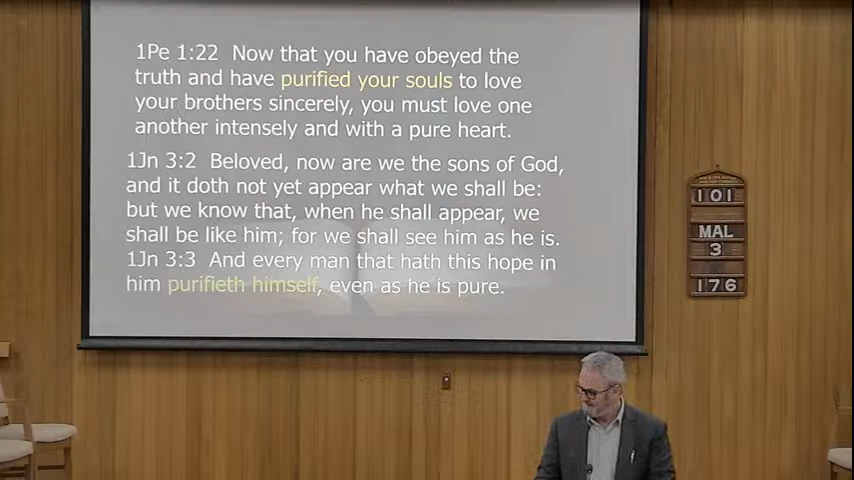 1Pe 1:22 Now that you have obeyed the
truth and have purified your souls to love
your brothers sincerely, you must love one
another intensely and with a pure heart.
1Jn 3:2 Beloved, now are we the sons of God,
and it doth not yet appear what we shall be:
but we know that, when he shall appear, we
shall be like him; for we shall see him as he is.
1Jn 3:3 And every man that hath this hope in
him purifieth himself, even as he is pure.
101
MAL
3
176